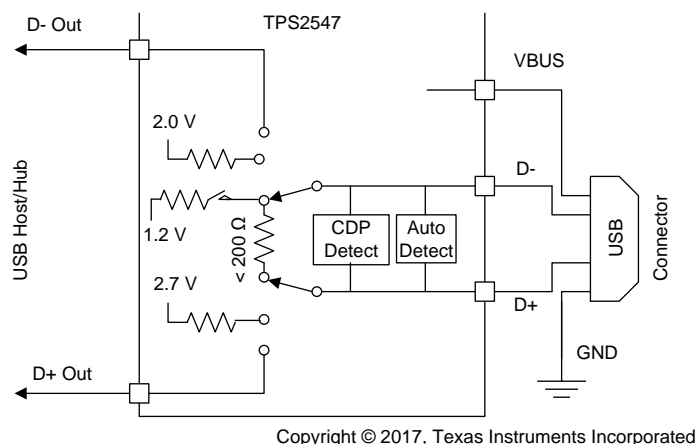 D- Out
TPS2547
VBUS
2.0 V
D-
1.2 V
< 200 Ω
CDP
Detect
Auto
Detect
USB Host/Hub
USB
Connector
2.7 V
D+
GND
D+ Out
Copyright © 2017, Texas Instruments Incorporated